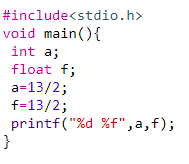 #include<stdio.h>
void main(){
int a;
float f;
a=13/2;
f=13/2;
printf("%d %f",a,f);
}